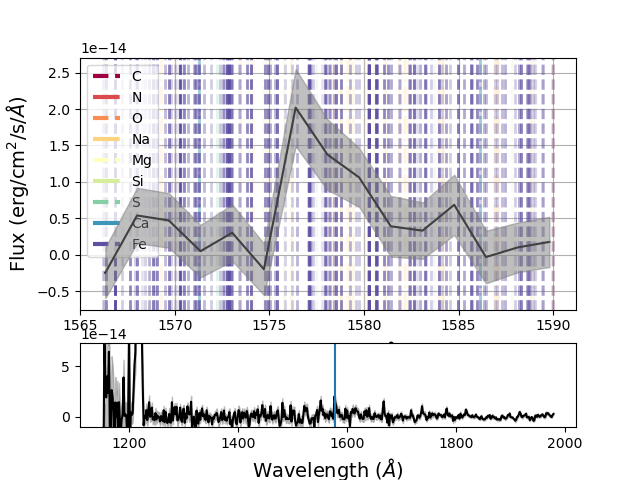 1e−14
Flux (erg/cm²/s/Å)
2.5
2.0
1.5
1.0
0.5
0.0
−0.5
C
N
O
Na
Mg
Si
S
Ca
Fe
1565 1570 1575 1580 1585 1590
1e−14
5
0
1200 1400 1600 1800 2000
Wavelength (Å)